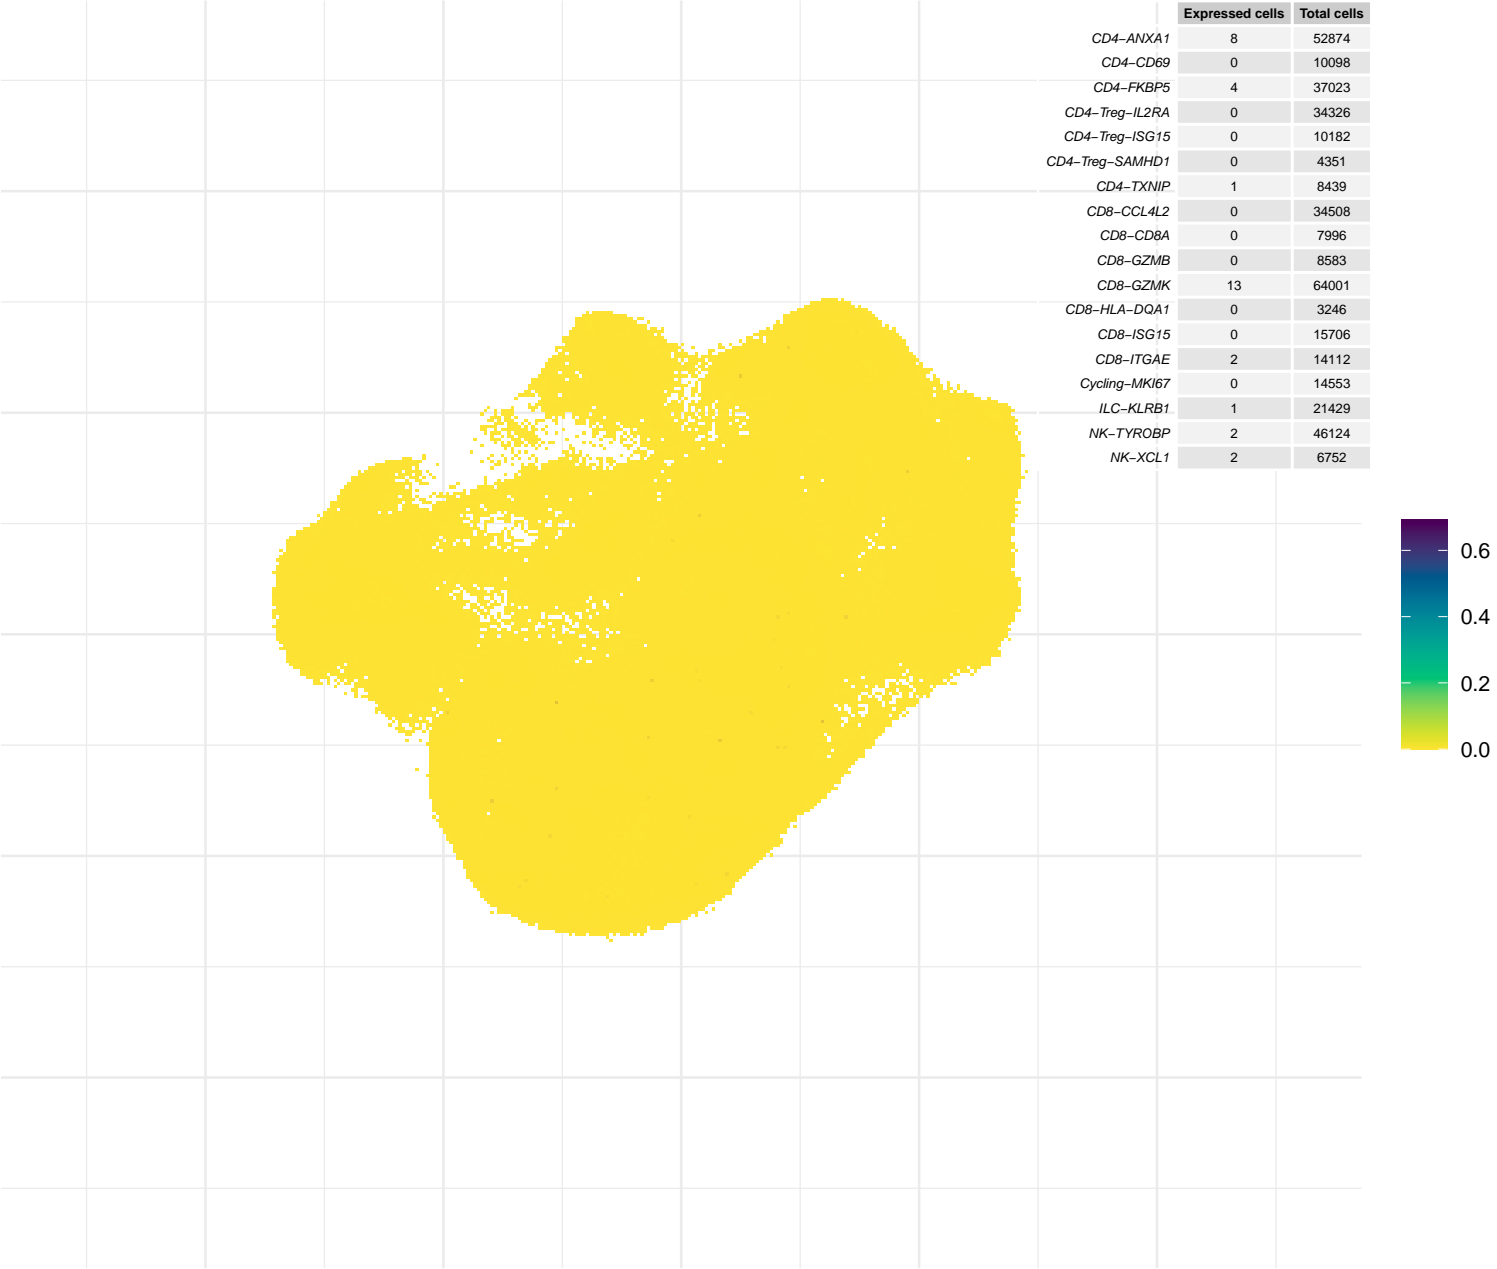 Expressed cells Total cells
CD4−ANXA1 8 52874
CD4−CD69 0 10098
CD4−FKBP5 4 37023
CD4−Treg−IL2RA 0 34326
CD4−Treg−ISG15 0 10182
CD4−Treg−SAMHD1 0 4351
CD4−TXNIP 1 8439
CD8−CCL4L2 0 34508
CD8−CD8A 0 7996
CD8−GZMB 0 8583
CD8−GZMK 13 64001
CD8−HLA−DQA1 0 3246
CD8−ISG15 0 15706
CD8−ITGAE 2 14112
Cycling−MKI67 0 14553
ILC−KLRB1 1 21429
NK−TYROBP 2 46124
NK−XCL1 2 6752
0.6
0.4
0.2
0.0